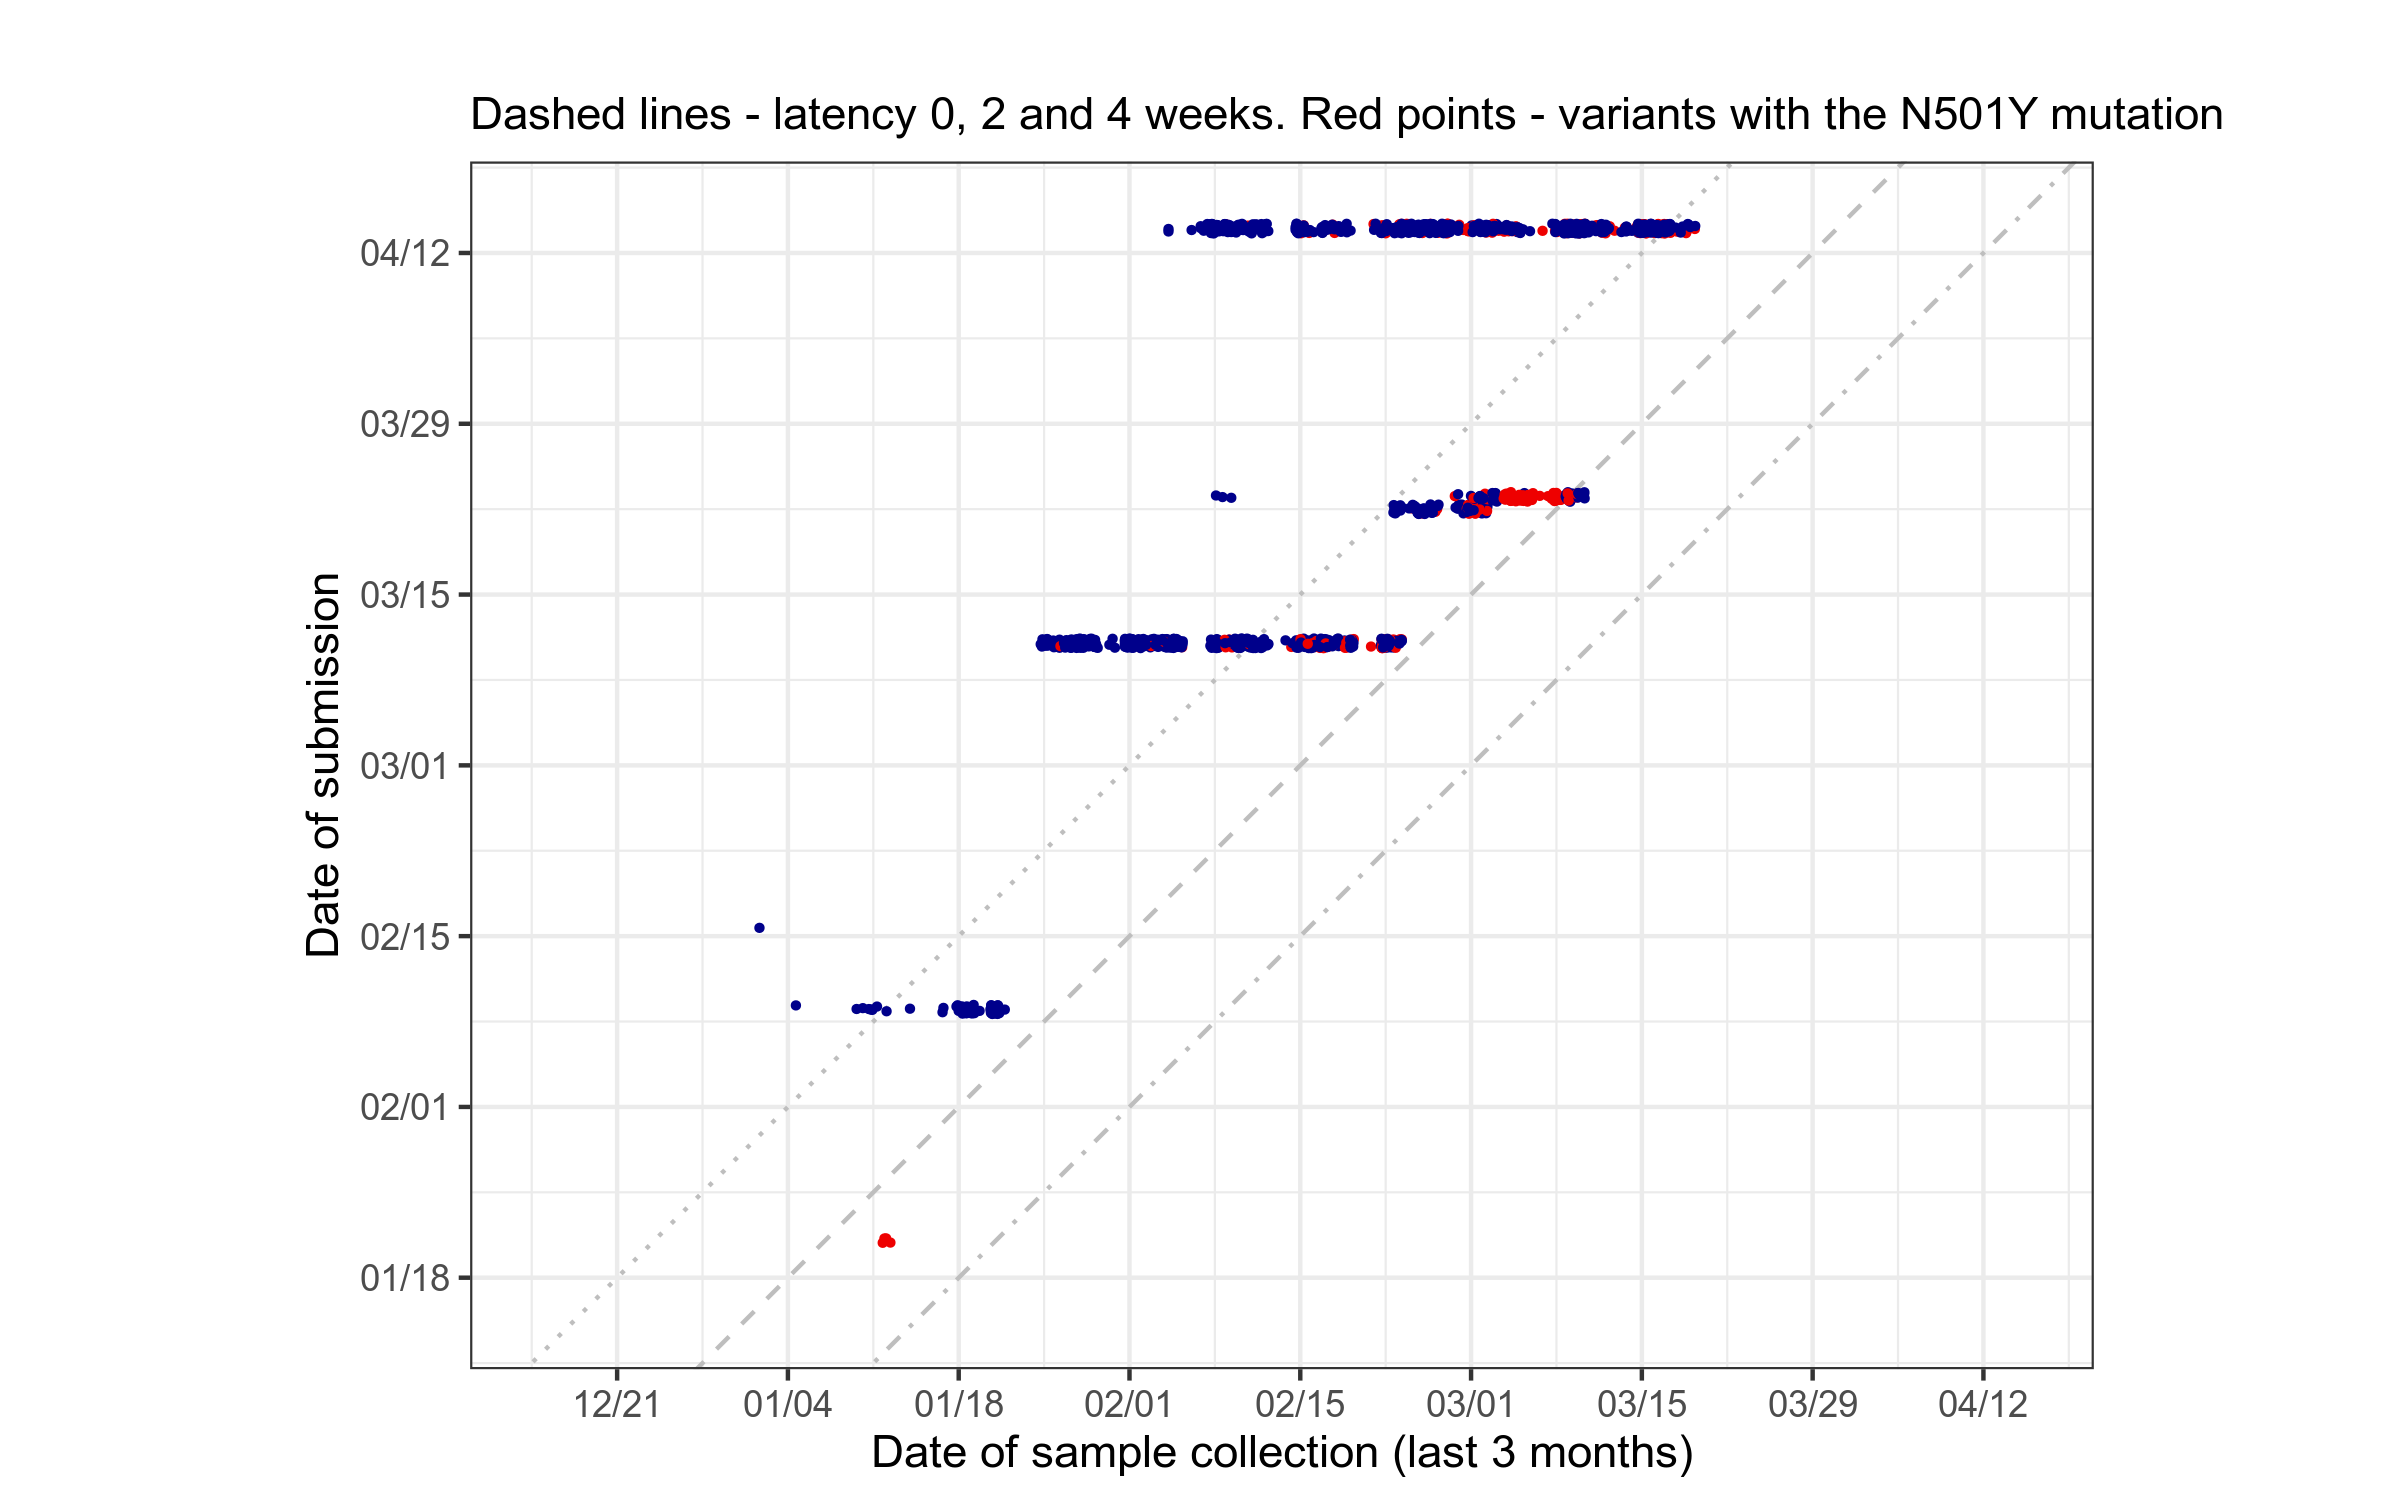 Dashed lines - latency 0, 2 and 4 weeks. Red points - variants with the N501Y mutation
Date of submission
04/12
03/29
03/15
03/01
02/15
02/01
01/18
12/21 01/04 01/18 02/01 02/15 03/01 03/15 03/29 04/12
Date of sample collection (last 3 months)